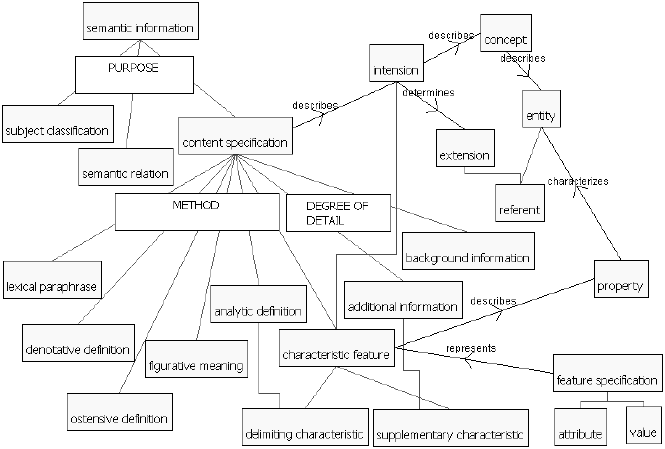 semantic information
describes
concept
describes
PURPOSE
intension
determines
describes
subject classification
entity
content specification
extension
semantic relation
characterizes
METHOD
DEGREE OF
DETAIL
referent
background information
lexical paraphrase
property
analytic definition
additional information
describes
denotative definition
figurative meaning
characteristic feature
represents
feature specification
ostensive definition
delimiting characteristic
supplementary characteristic
attribute
value